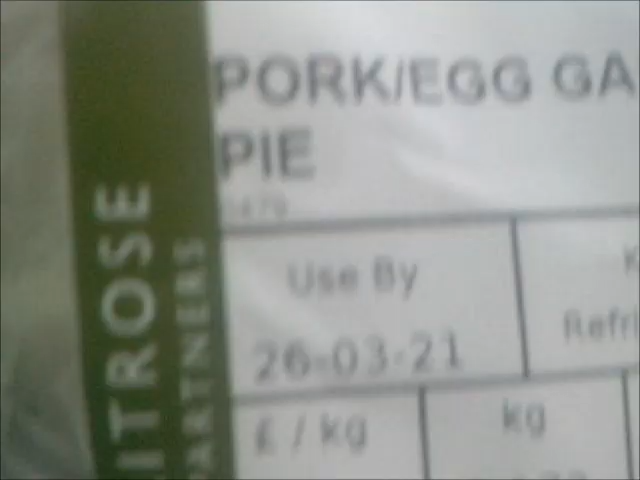 PORK/EGG GA
PIE
Use By
26-03-21
K
Refri
£ / kg
kg
ITROSE
PARTNERS